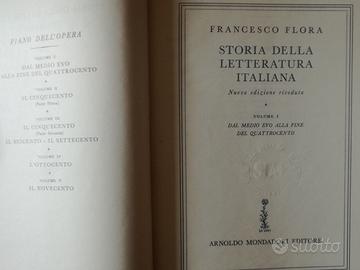 PIANO DELL'OPERA
VOLUME I
DAL MEDIO EVO
ALLA FINE DEL QUATTROCENTO
VOLUME II
IL CINQUECENTO
(Parte Prima)
VOLUME III
IL CINQUECENTO
(Parte Seconda)
IL SEICENTO - IL SETTECENTO
VOLUME IV
L'OTTOCENTO
VOLUME V
IL NOVECENTO
FRANCESCO FLORA
STORIA DELLA
LETTERATURA
ITALIANA
Nuova edizione riveduta
VOLUME I
DAL MEDIO EVO ALLA FINE
DEL QUATTROCENTO
ARNOLDO MONDADORI EDITORE
subito.it